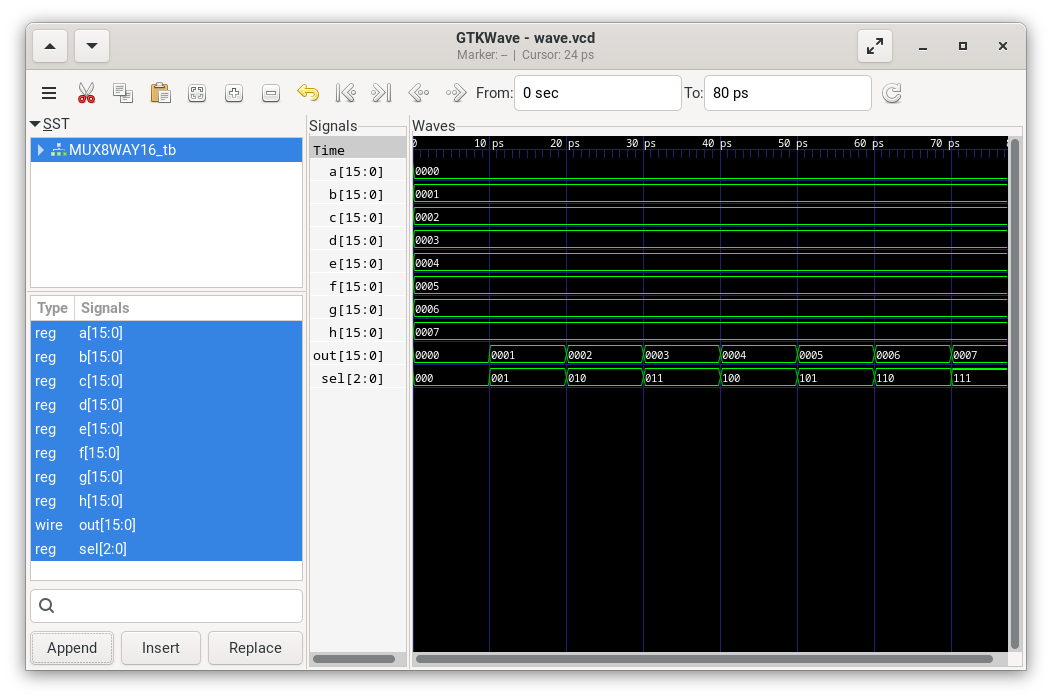 GTKWave - wave.vcd
Marker: -- | Cursor: 24 ps
From: 0 sec To: 80 ps
SST
MUX8WAY16_tb
Type Signals
reg a[15:0]
reg b[15:0]
reg c[15:0]
reg d[15:0]
reg e[15:0]
reg f[15:0]
reg g[15:0]
reg h[15:0]
wire out[15:0]
reg sel[2:0]
Append Insert Replace
Signals
Time
a[15:0]
b[15:0]
c[15:0]
d[15:0]
e[15:0]
f[15:0]
g[15:0]
h[15:0]
out[15:0]
sel[2:0]
Waves
0 10 ps 20 ps 30 ps 40 ps 50 ps 60 ps 70 ps
0000
0001
0002
0003
0004
0005
0006
0007
0000 0001 0002 0003 0004 0005 0006 0007
000 001 010 011 100 101 110 111